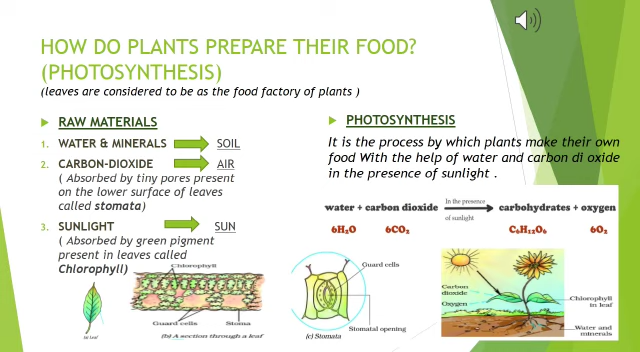 HOW DO PLANTS PREPARE THEIR FOOD?
(PHOTOSYNTHESIS)
(leaves are considered to be as the food factory of plants )
RAW MATERIALS
1. WATER & MINERALS SOIL
2. CARBON-DIOXIDE AIR
( Absorbed by tiny pores present
on the lower surface of leaves
called stomata)
3. SUNLIGHT SUN
( Absorbed by green pigment
present in leaves called
Chlorophyll)
Chlorophyll
Guard cells Stoma
(a) leaf
(b) A section through a leaf
PHOTOSYNTHESIS
It is the process by which plants make their own
food With the help of water and carbon di oxide
in the presence of sunlight .
water + carbon dioxide In the presence of sunlight carbohydrates + oxygen
6H₂O 6CO₂ C₆H₁₂O₆ 6O₂
Guard cells
Stomatal opening
(c) Stomata
Carbon
dioxide
Oxygen
Chlorophyll
in leaf
Water and
minerals